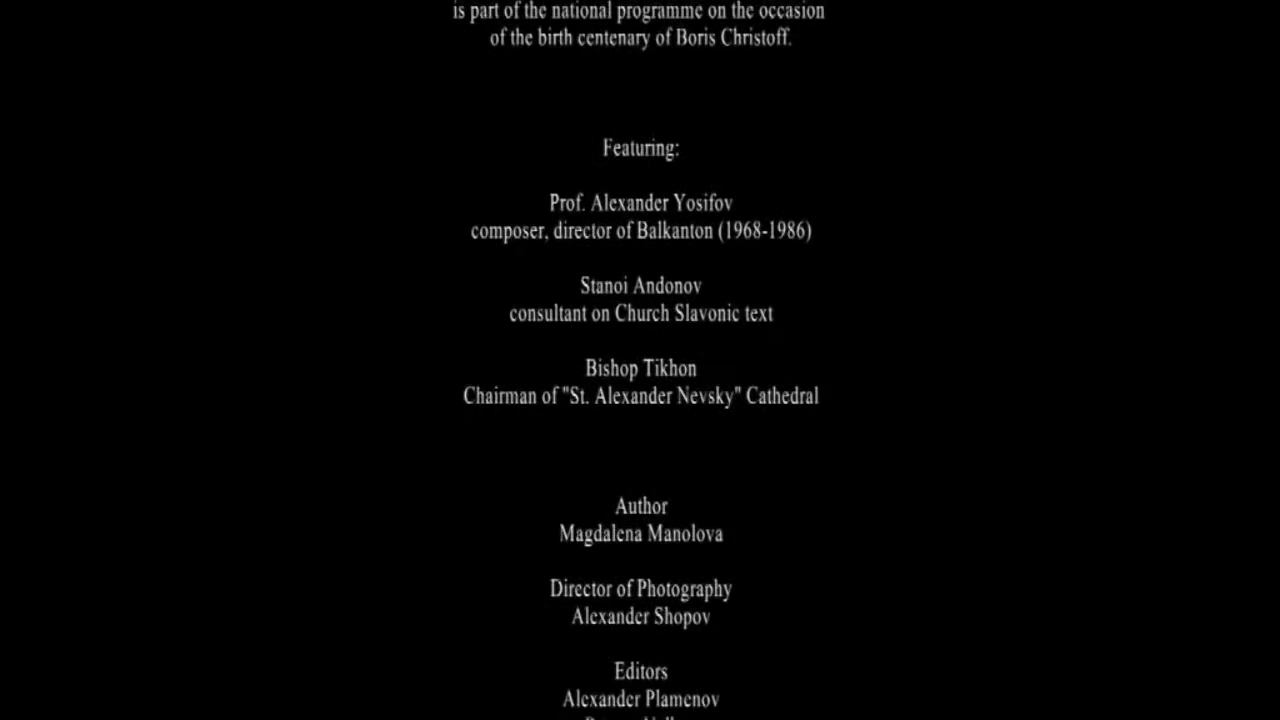 is part of the national programme on the occasion
of the birth centenary of Boris Christoff.
Featuring:
Prof. Alexander Yosifov
composer, director of Balkanton (1968-1986)
Stanoi Andonov
consultant on Church Slavonic text
Bishop Tikhon
Chairman of "St. Alexander Nevsky" Cathedral
Author
Magdalena Manolova
Director of Photography
Alexander Shopov
Editors
Alexander Plamenov